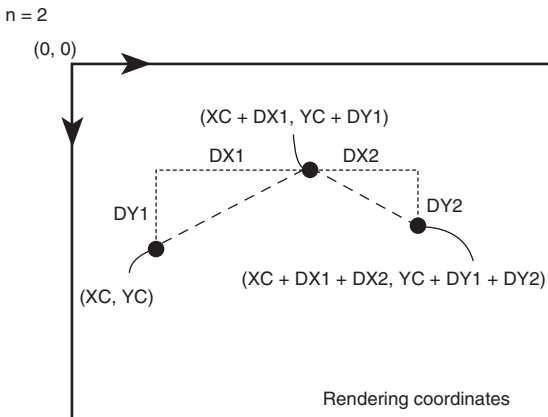 n = 2
(0, 0)
(XC + DX1, YC + DY1)
DX1
DX2
DY1
DY2
(XC + DX1 + DX2, YC + DY1 + DY2)
(XC, YC)
Rendering coordinates